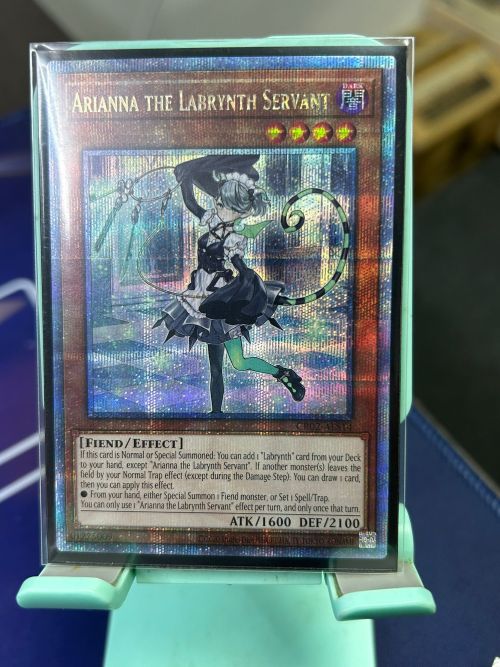 ARIANNA THE LABRYNTH SERVANT
DARK
闇
[FIEND/EFFECT]
If this card is Normal or Special Summoned: You can add 1 "Labrynth" card from your Deck
to your hand, except "Arianna the Labrynth Servant". If another monster(s) leaves the
field by your Normal Trap effect (except during the Damage Step): You can draw 1 card,
then you can apply this effect.
● From your hand, either Special Summon 1 Fiend monster, or Set 1 Spell/Trap.
You can only use 1 "Arianna the Labrynth Servant" effect per turn, and only once that turn.
ATK/1600 DEF/2100